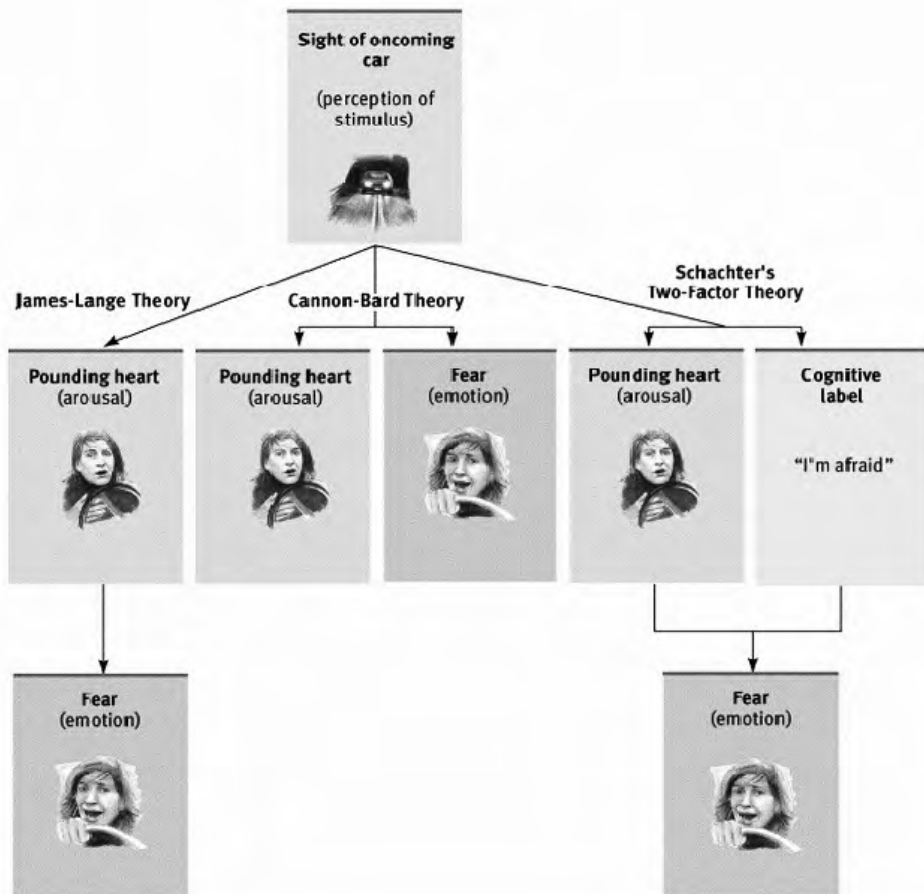 Sight of oncoming
car
(perception of
stimulus)
James-Lange Theory
Cannon-Bard Theory
Schachter's
Two-Factor Theory
Pounding heart
(arousal)
Pounding heart
(arousal)
Fear
(emotion)
Pounding heart
(arousal)
Cognitive
label
“I'm afraid”
Fear
(emotion)
Fear
(emotion)